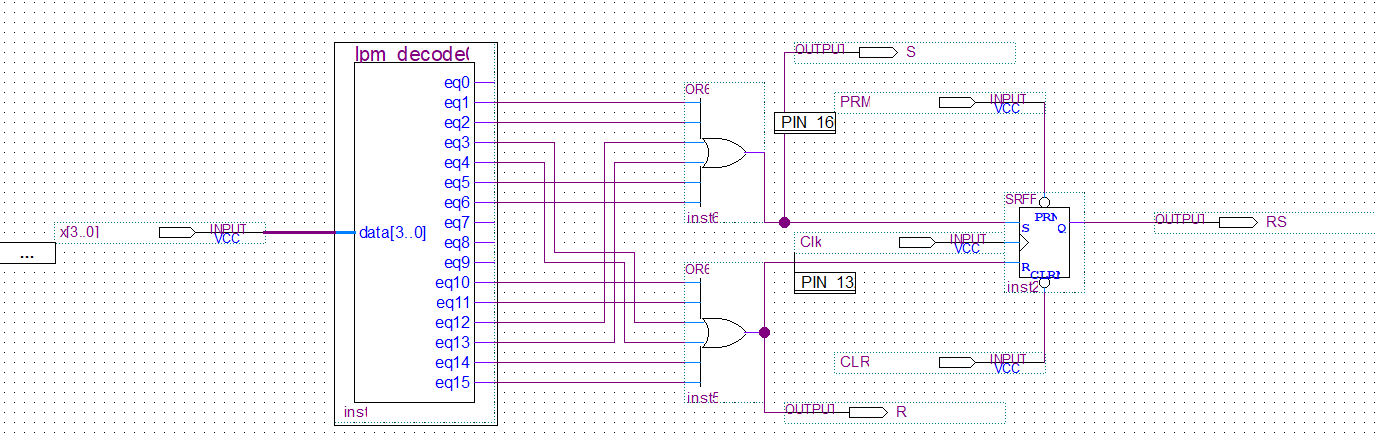 lpm_decode
eq0
eq1
eq2
eq3
eq4
eq5
eq6
eq7
eq8
eq9
eq10
eq11
eq12
eq13
eq14
eq15
data[3..0]
inst
x[3..0]
INPUT
VCC
...
OR6
inst6
OR6
inst5
OUTPUT
S
PRM
INPUT
VCC
PIN_16
Clk
INPUT
VCC
PIN_13
SRFF
PRN
S
Q
R
CLRN
inst2
OUTPUT
RS
CLR
INPUT
VCC
OUTPUT
R